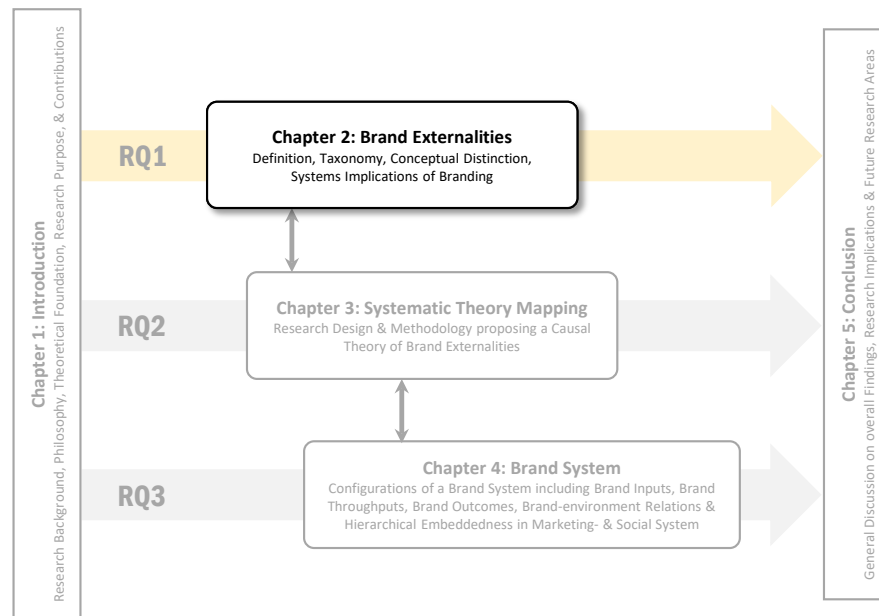 Chapter 1: Introduction
Research Background, Philosophy, Theoretical Foundation, Research Purpose, & Contributions
RQ1
Chapter 2: Brand Externalities
Definition, Taxonomy, Conceptual Distinction,
Systems Implications of Branding
RQ2
Chapter 3: Systematic Theory Mapping
Research Design & Methodology proposing a Causal
Theory of Brand Externalities
RQ3
Chapter 4: Brand System
Configurations of a Brand System including Brand Inputs, Brand
Throughputs, Brand Outcomes, Brand-environment Relations &
Hierarchical Embeddedness in Marketing- & Social System
Chapter 5: Conclusion
General Discussion on overall Findings, Research Implications & Future Research Areas